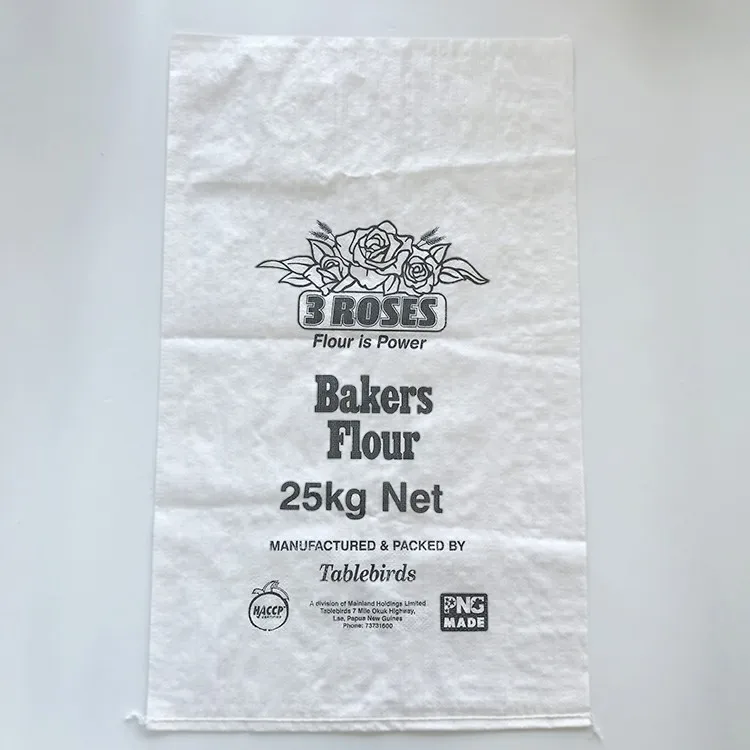 3 ROSES
Flour is Power
Bakers
Flour
25kg Net
MANUFACTURED & PACKED BY
Tablebirds
HACCP
CERTIFIED
A division of Mainland Holdings Limited
Tablebirds 7 Mile Okuk Highway,
Lae, Papua New Guinea
Phone: 73731600
PNG
MADE